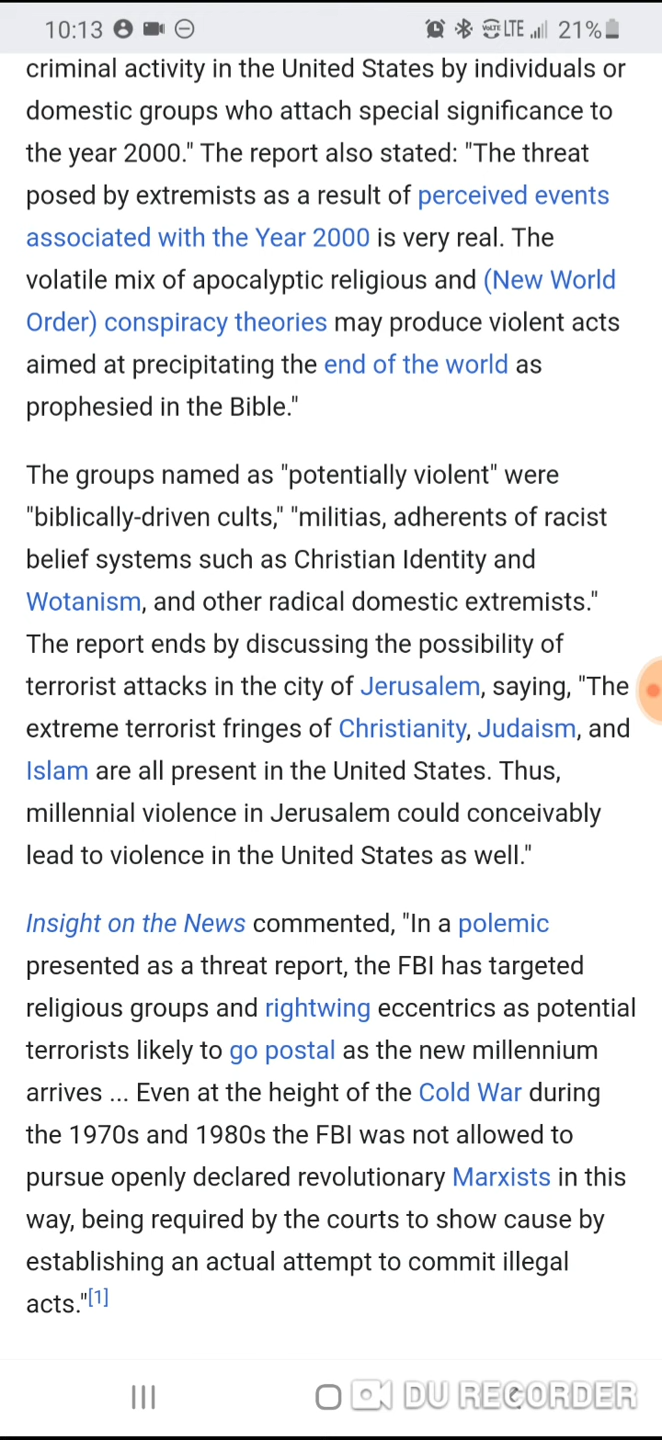 10:13 VoLTE LTE 21%
criminal activity in the United States by individuals or
domestic groups who attach special significance to
the year 2000." The report also stated: "The threat
posed by extremists as a result of perceived events
associated with the Year 2000 is very real. The
volatile mix of apocalyptic religious and (New World
Order) conspiracy theories may produce violent acts
aimed at precipitating the end of the world as
prophesied in the Bible."
The groups named as "potentially violent" were
"biblically-driven cults," "militias, adherents of racist
belief systems such as Christian Identity and
Wotanism, and other radical domestic extremists."
The report ends by discussing the possibility of
terrorist attacks in the city of Jerusalem, saying, "The
extreme terrorist fringes of Christianity, Judaism, and
Islam are all present in the United States. Thus,
millennial violence in Jerusalem could conceivably
lead to violence in the United States as well."
Insight on the News commented, "In a polemic
presented as a threat report, the FBI has targeted
religious groups and rightwing eccentrics as potential
terrorists likely to go postal as the new millennium
arrives ... Even at the height of the Cold War during
the 1970s and 1980s the FBI was not allowed to
pursue openly declared revolutionary Marxists in this
way, being required by the courts to show cause by
establishing an actual attempt to commit illegal
acts."[1]
DU RECORDER